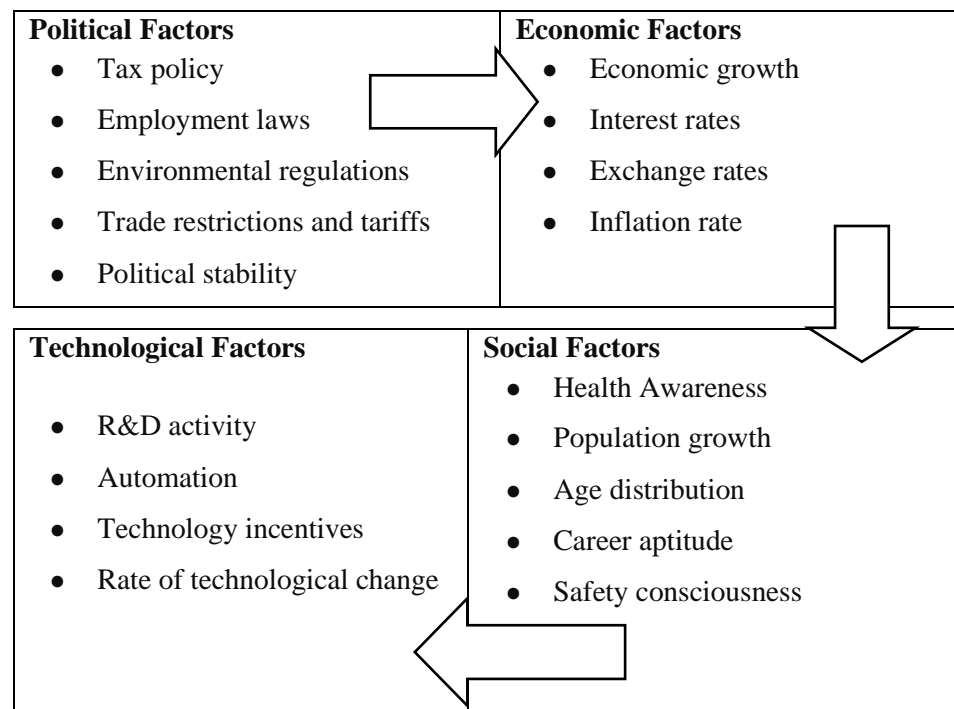 Political Factors
● Tax policy
● Employment laws
● Environmental regulations
● Trade restrictions and tariffs
● Political stability
Economic Factors
● Economic growth
● Interest rates
● Exchange rates
● Inflation rate
Technological Factors
● R&D activity
● Automation
● Technology incentives
● Rate of technological change
Social Factors
● Health Awareness
● Population growth
● Age distribution
● Career aptitude
● Safety consciousness